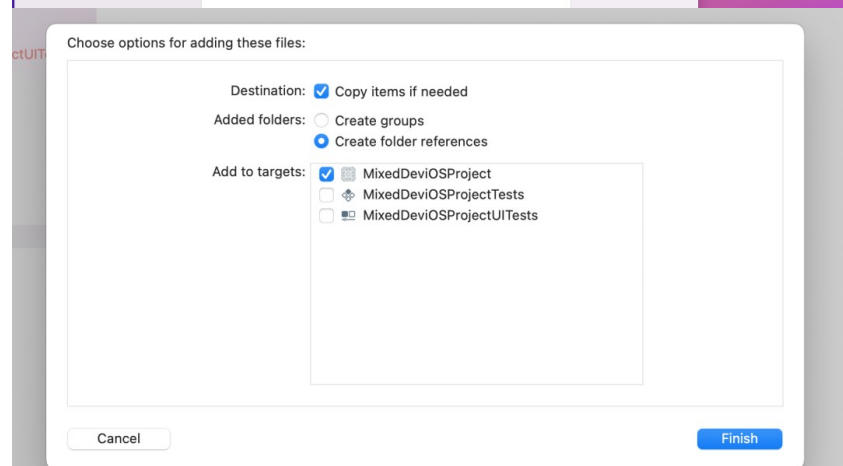 Choose options for adding these files:
ctUIT
Destination: Copy items if needed
Added folders: Create groups
Create folder references
Add to targets: MixedDeviOSProject
MixedDeviOSProjectTests
MixedDeviOSProjectUITests
Cancel Finish